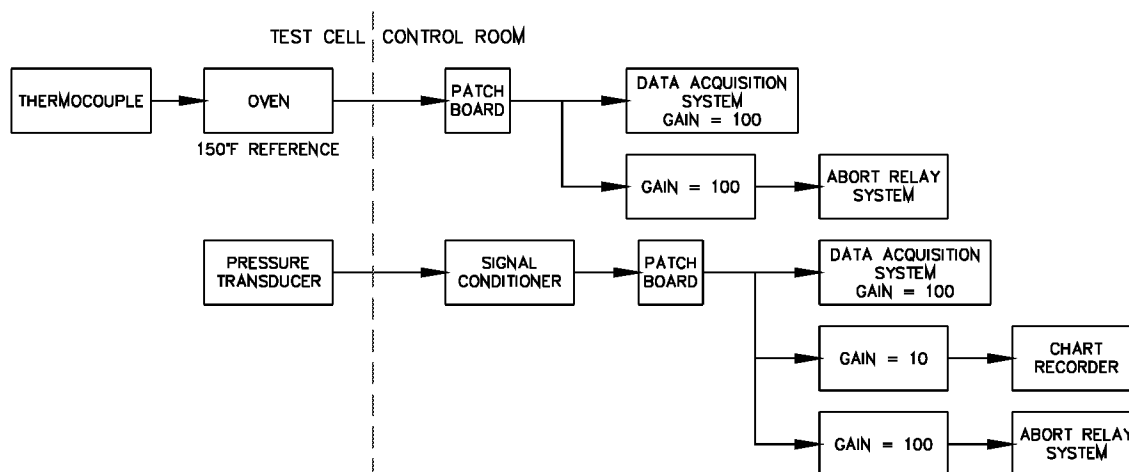 TEST CELL CONTROL ROOM
THERMOCOUPLE
OVEN
150°F REFERENCE
PATCH
BOARD
DATA ACQUISITION
SYSTEM
GAIN = 100
GAIN = 100
ABORT RELAY
SYSTEM
PRESSURE
TRANSDUCER
SIGNAL
CONDITIONER
PATCH
BOARD
DATA ACQUISITION
SYSTEM
GAIN = 100
GAIN = 10
CHART
RECORDER
GAIN = 100
ABORT RELAY
SYSTEM